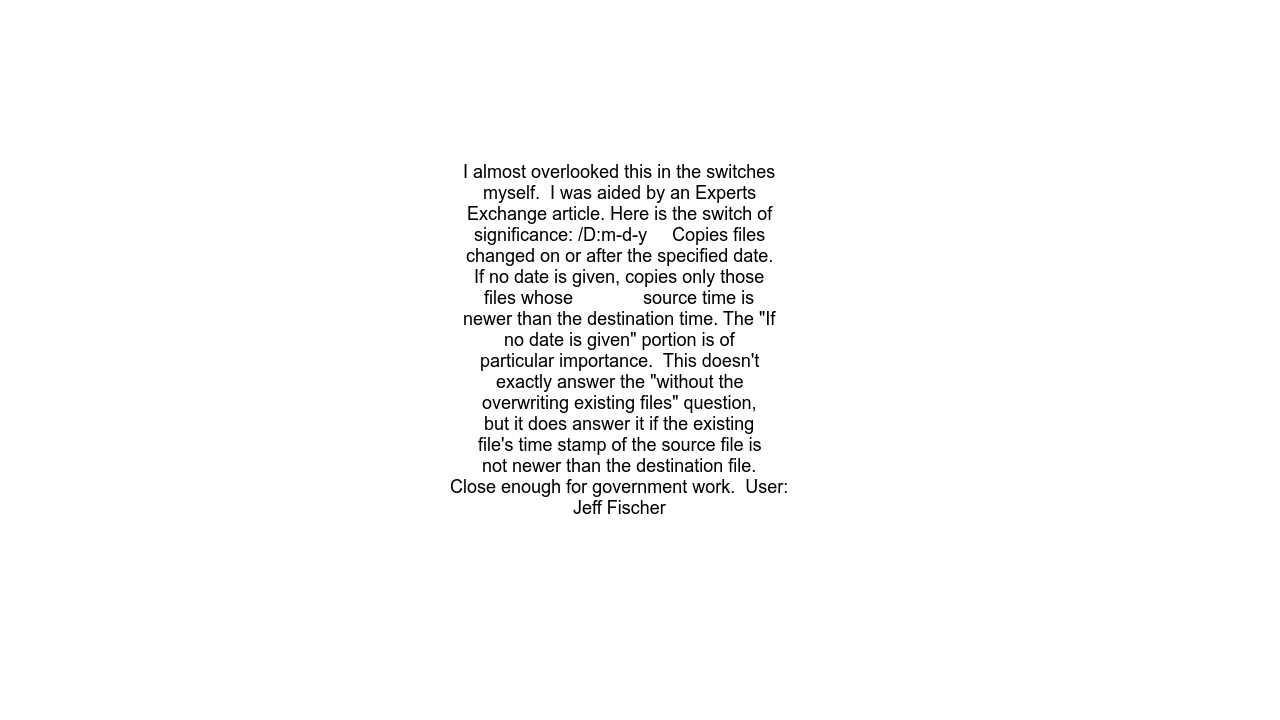 I almost overlooked this in the switches
myself.  I was aided by an Experts
Exchange article. Here is the switch of
significance: /D:m-d-y     Copies files
changed on or after the specified date.
If no date is given, copies only those
files whose              source time is
newer than the destination time. The "If
no date is given" portion is of
particular importance.  This doesn't
exactly answer the "without the
overwriting existing files" question,
but it does answer it if the existing
file's time stamp of the source file is
not newer than the destination file.
Close enough for government work.  User:
Jeff Fischer